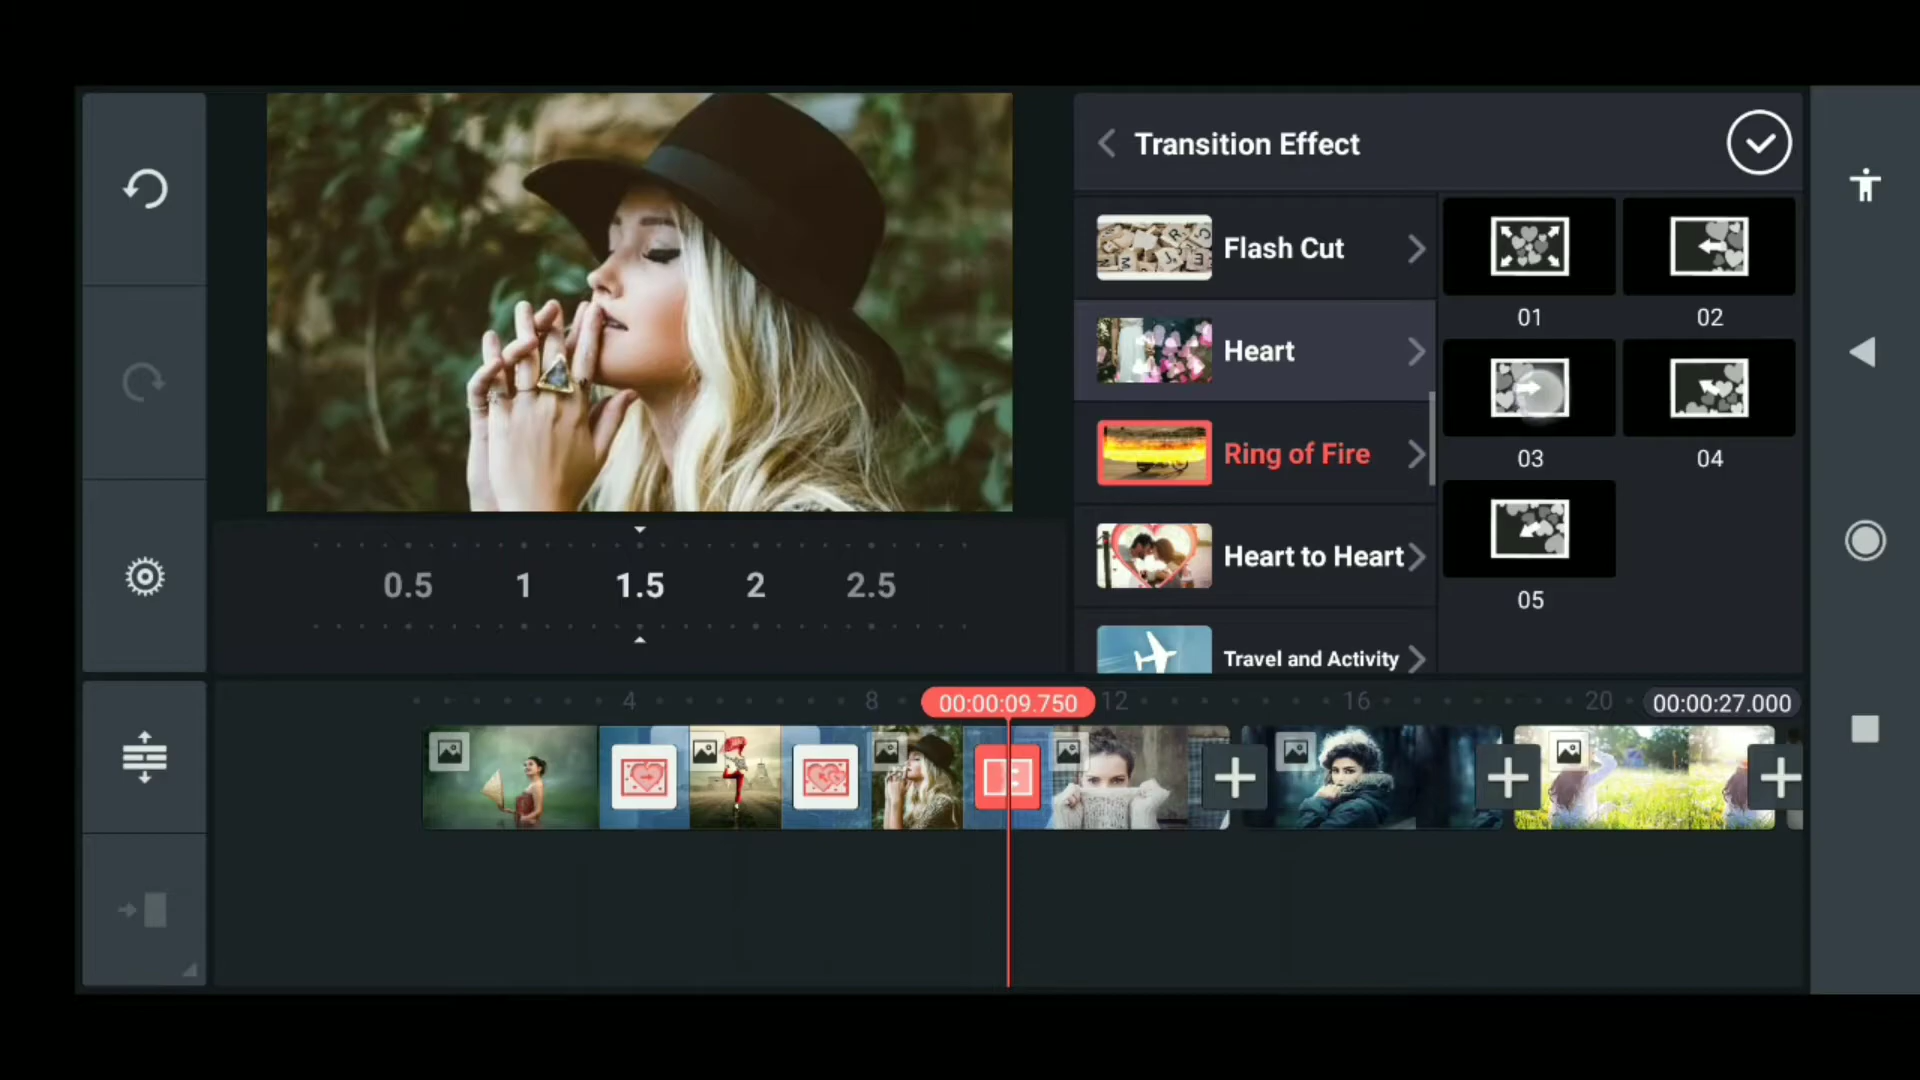 Transition Effect
Flash Cut
Heart
Ring of Fire
Heart to Heart
Travel and Activity
01
02
03
04
05
0.5
1
1.5
2
2.5
4
8
00:00:09.750
12
16
20
00:00:27.000